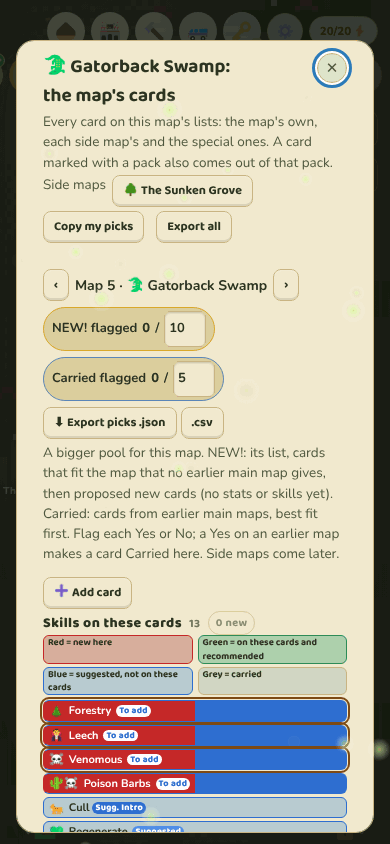 20/20
Gatorback Swamp:
the map's cards
×
Every card on this map's lists: the map's own,
each side map's and the special ones. A card
marked with a pack also comes out of that pack.
Side maps The Sunken Grove
Copy my picks Export all
‹ Map 5 · Gatorback Swamp ›
NEW! flagged 0 / 10
Carried flagged 0 / 5
⬇ Export picks .json .csv
A bigger pool for this map. NEW!: its list, cards
that fit the map that no earlier main map gives,
then proposed new cards (no stats or skills yet).
Carried: cards from earlier main maps, best fit
first. Flag each Yes or No; a Yes on an earlier map
makes a card Carried here. Side maps come later.
+ Add card
Skills on these cards 13 0 new
Red = new here
Green = on these cards and
recommended
Blue = suggested, not on these
cards
Grey = carried
Forestry To add
Leech To add
Venomous To add
Poison Barbs To add
Cull Sugg. Intro
Regenerate Suggested